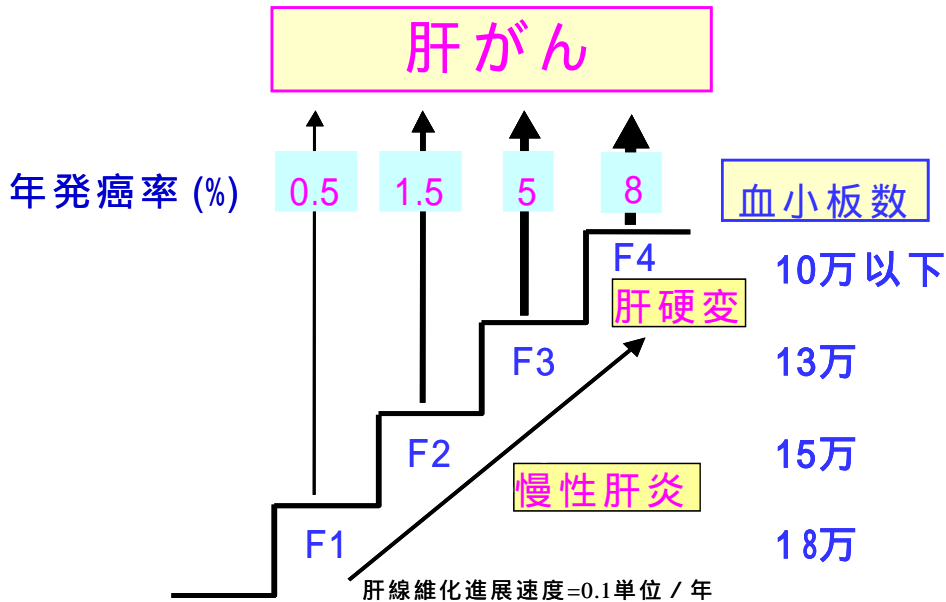 肝がん
年発癌率 (%)
0.5
1.5
5
8
血小板数
F4
10万以下
肝硬変
F3
13万
F2
15万
慢性肝炎
F1
18万
肝線維化進展速度=0.1単位／年